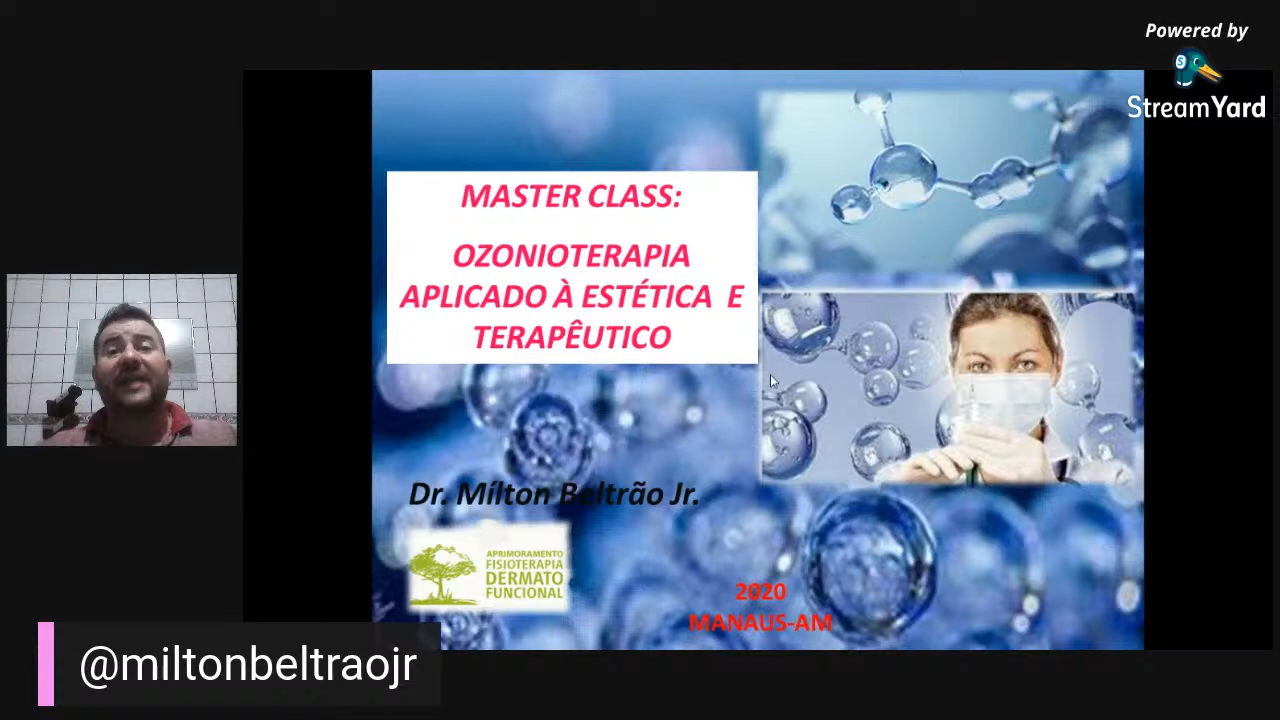 Powered by
StreamYard
MASTER CLASS:
OZONIOTERAPIA
APLICADO À ESTÉTICA E
TERAPÊUTICO
Dr. Mílton Beltrão Jr.
APRIMORAMENTO
FISIOTERAPIA
DERMATO
FUNCIONAL
2020
MANAUS-AM
@miltonbeltraojr